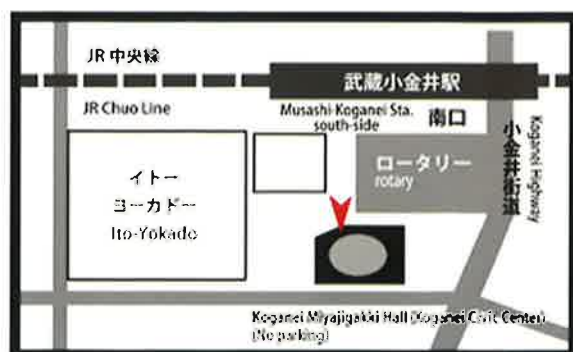 JR 中央線
武蔵小金井駅
JR Chuo Line
Musashi-Koganei Sta.
south-side
南口
小金井街道
Koganei Highway
イトー
ヨーカドー
Ito-Yokado
ロータリー
rotary
Koganei Miyajigakki Hall (Koganei Civic Center)
(No parking)